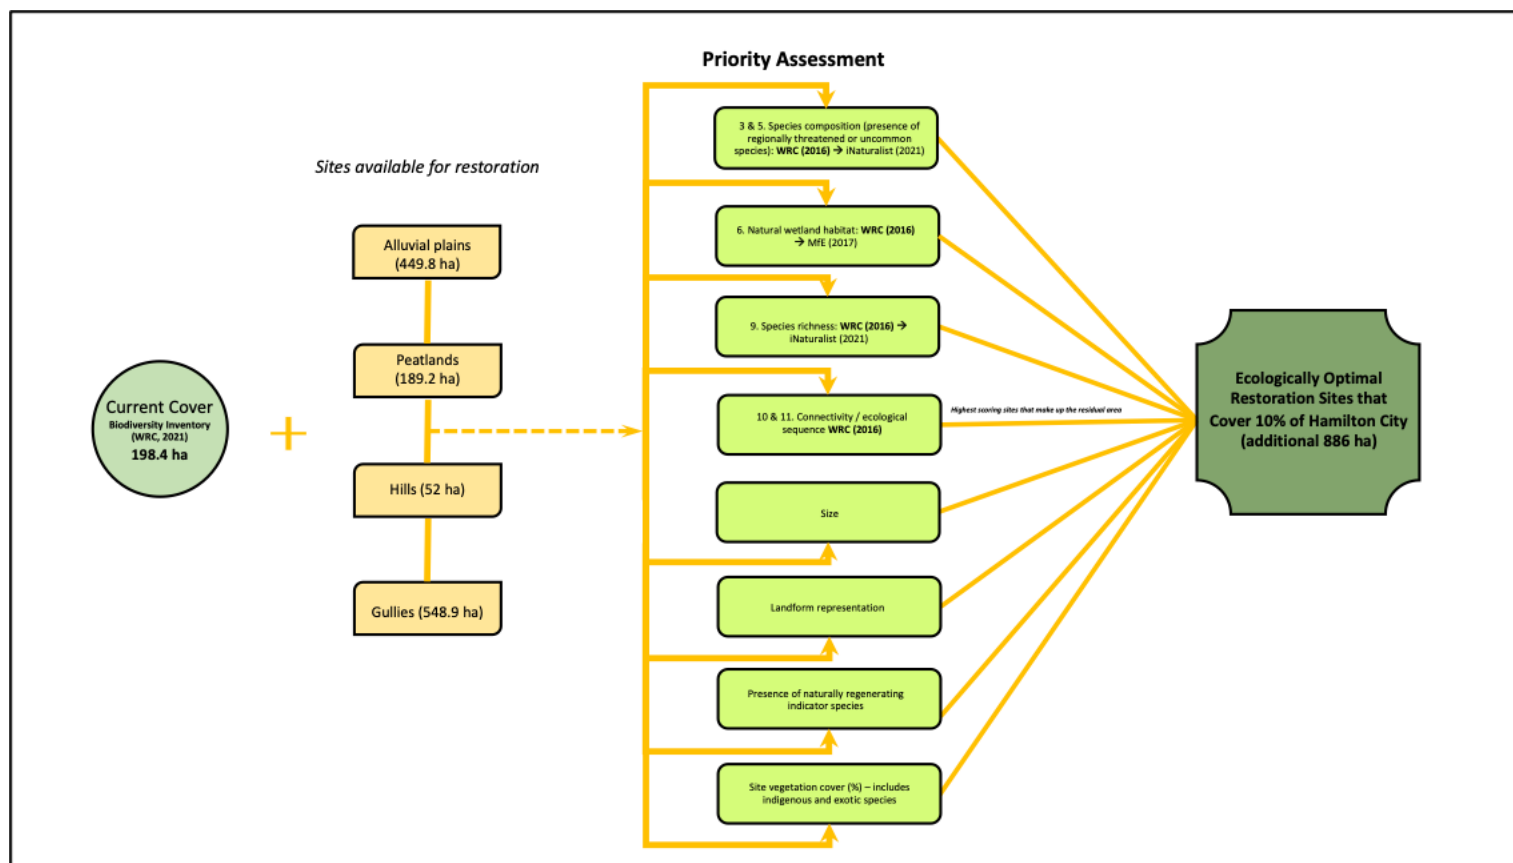 Priority Assessment
Sites available for restoration
Current Cover
Biodiversity Inventory
(WRC, 2021)
198.4 ha
+
Alluvial plains
(449.8 ha)
Peatlands
(189.2 ha)
Hills (52 ha)
Gullies (548.9 ha)
3 & 5. Species composition (presence of
regionally threatened or uncommon
species): WRC (2016) → iNaturalist (2021)
6. Natural wetland habitat: WRC (2016)
→ MfE (2017)
9. Species richness: WRC (2016) →
iNaturalist (2021)
10 & 11. Connectivity / ecological
sequence WRC (2016)
Size
Landform representation
Presence of naturally regenerating
indicator species
Site vegetation cover (%) – includes
indigenous and exotic species
Highest scoring sites that make up the residual area
Ecologically Optimal
Restoration Sites that
Cover 10% of Hamilton City
(additional 886 ha)